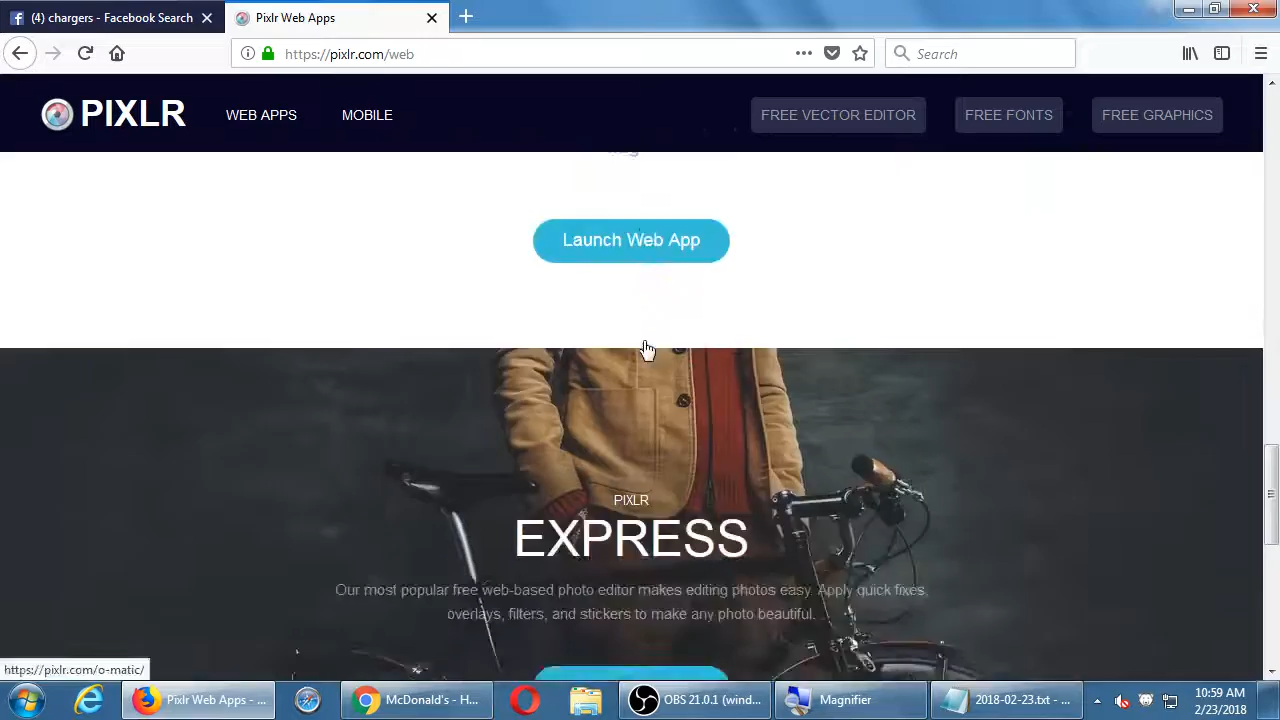 (4) chargers - Facebook Search
Pixlr Web Apps
https://pixlr.com/web
Search
PIXLR
WEB APPS
MOBILE
FREE VECTOR EDITOR
FREE FONTS
FREE GRAPHICS
Launch Web App
PIXLR
EXPRESS
Our most popular free web-based photo editor makes editing photos easy. Apply quick fixes,
overlays, filters, and stickers to make any photo beautiful.
https://pixlr.com/o-matic/
Pixlr Web Apps - ...
McDonald's - H...
OBS 21.0.1 (wind...
Magnifier
2018-02-23.txt - ...
10:59 AM
2/23/2018